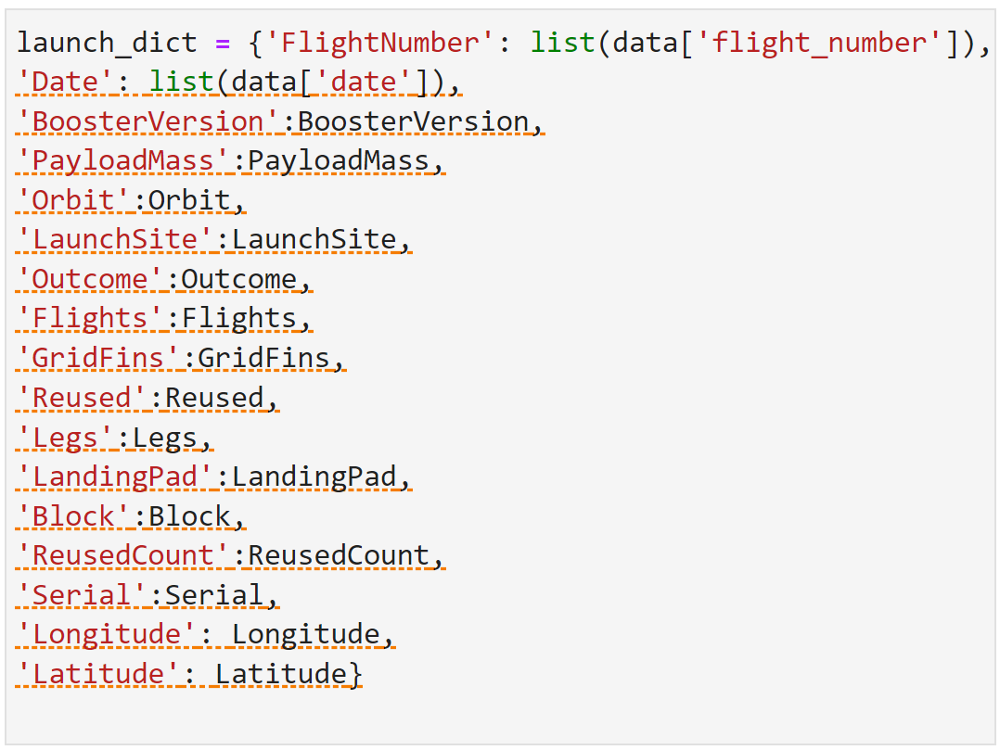 launch_dict = {'FlightNumber': list(data['flight_number']),
'Date': list(data['date']),
'BoosterVersion':BoosterVersion,
'PayloadMass':PayloadMass,
'Orbit':Orbit,
'LaunchSite':LaunchSite,
'Outcome':Outcome,
'Flights':Flights,
'GridFins':GridFins,
'Reused':Reused,
'Legs':Legs,
'LandingPad':LandingPad,
'Block':Block,
'ReusedCount':ReusedCount,
'Serial':Serial,
'Longitude': Longitude,
'Latitude': Latitude}